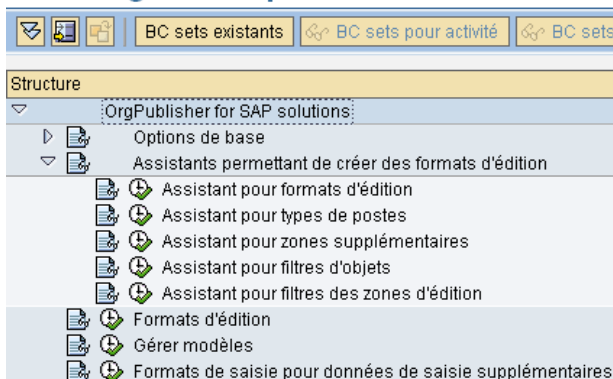 BC sets existants BC sets pour activité BC sets
Structure
OrgPublisher for SAP solutions
Options de base
Assistants permettant de créer des formats d'édition
Assistant pour formats d'édition
Assistant pour types de postes
Assistant pour zones supplémentaires
Assistant pour filtres d'objets
Assistant pour filtres des zones d'édition
Formats d'édition
Gérer modèles
Formats de saisie pour données de saisie supplémentaires